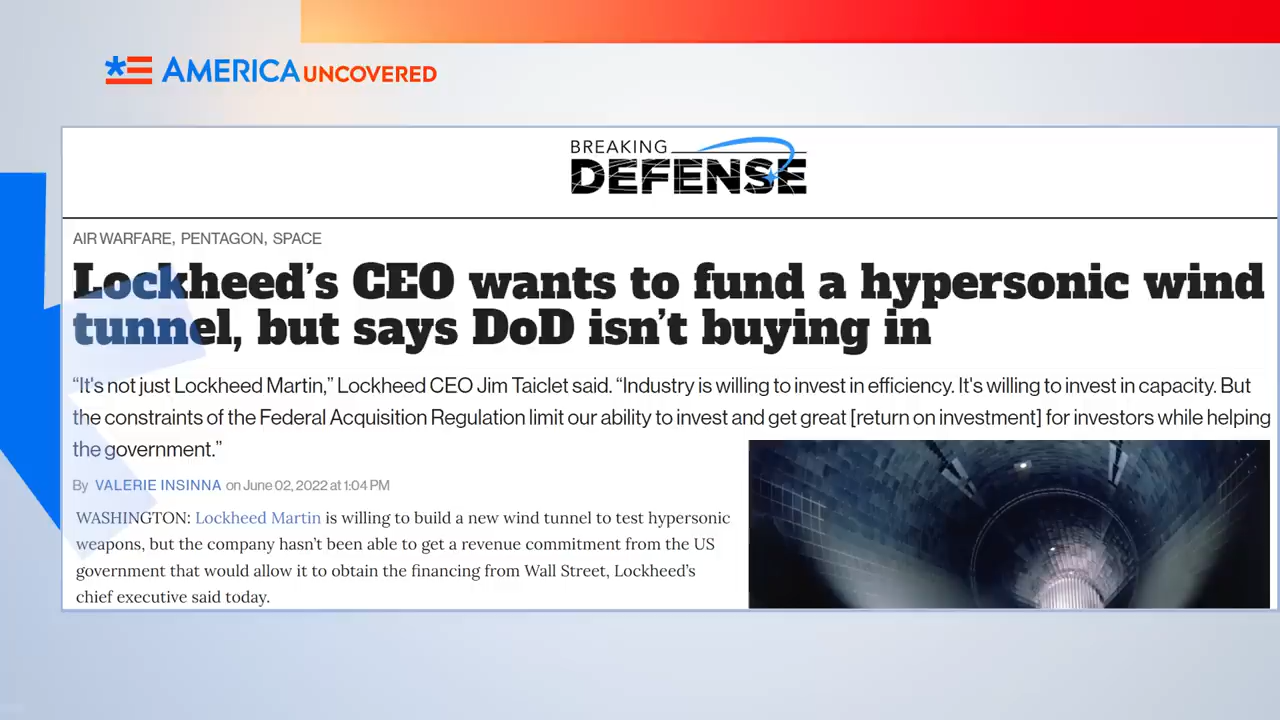 AMERICA UNCOVERED
BREAKING
DEFENSE
AIR WARFARE, PENTAGON, SPACE
Lockheed’s CEO wants to fund a hypersonic wind
tunnel, but says DoD isn’t buying in
“It's not just Lockheed Martin,” Lockheed CEO Jim Taiclet said. “Industry is willing to invest in efficiency. It's willing to invest in capacity. But
the constraints of the Federal Acquisition Regulation limit our ability to invest and get great [return on investment] for investors while helping
the government.”
By VALERIE INSINNA on June 02, 2022 at 1:04 PM
WASHINGTON: Lockheed Martin is willing to build a new wind tunnel to test hypersonic
weapons, but the company hasn’t been able to get a revenue commitment from the US
government that would allow it to obtain the financing from Wall Street, Lockheed’s
chief executive said today.